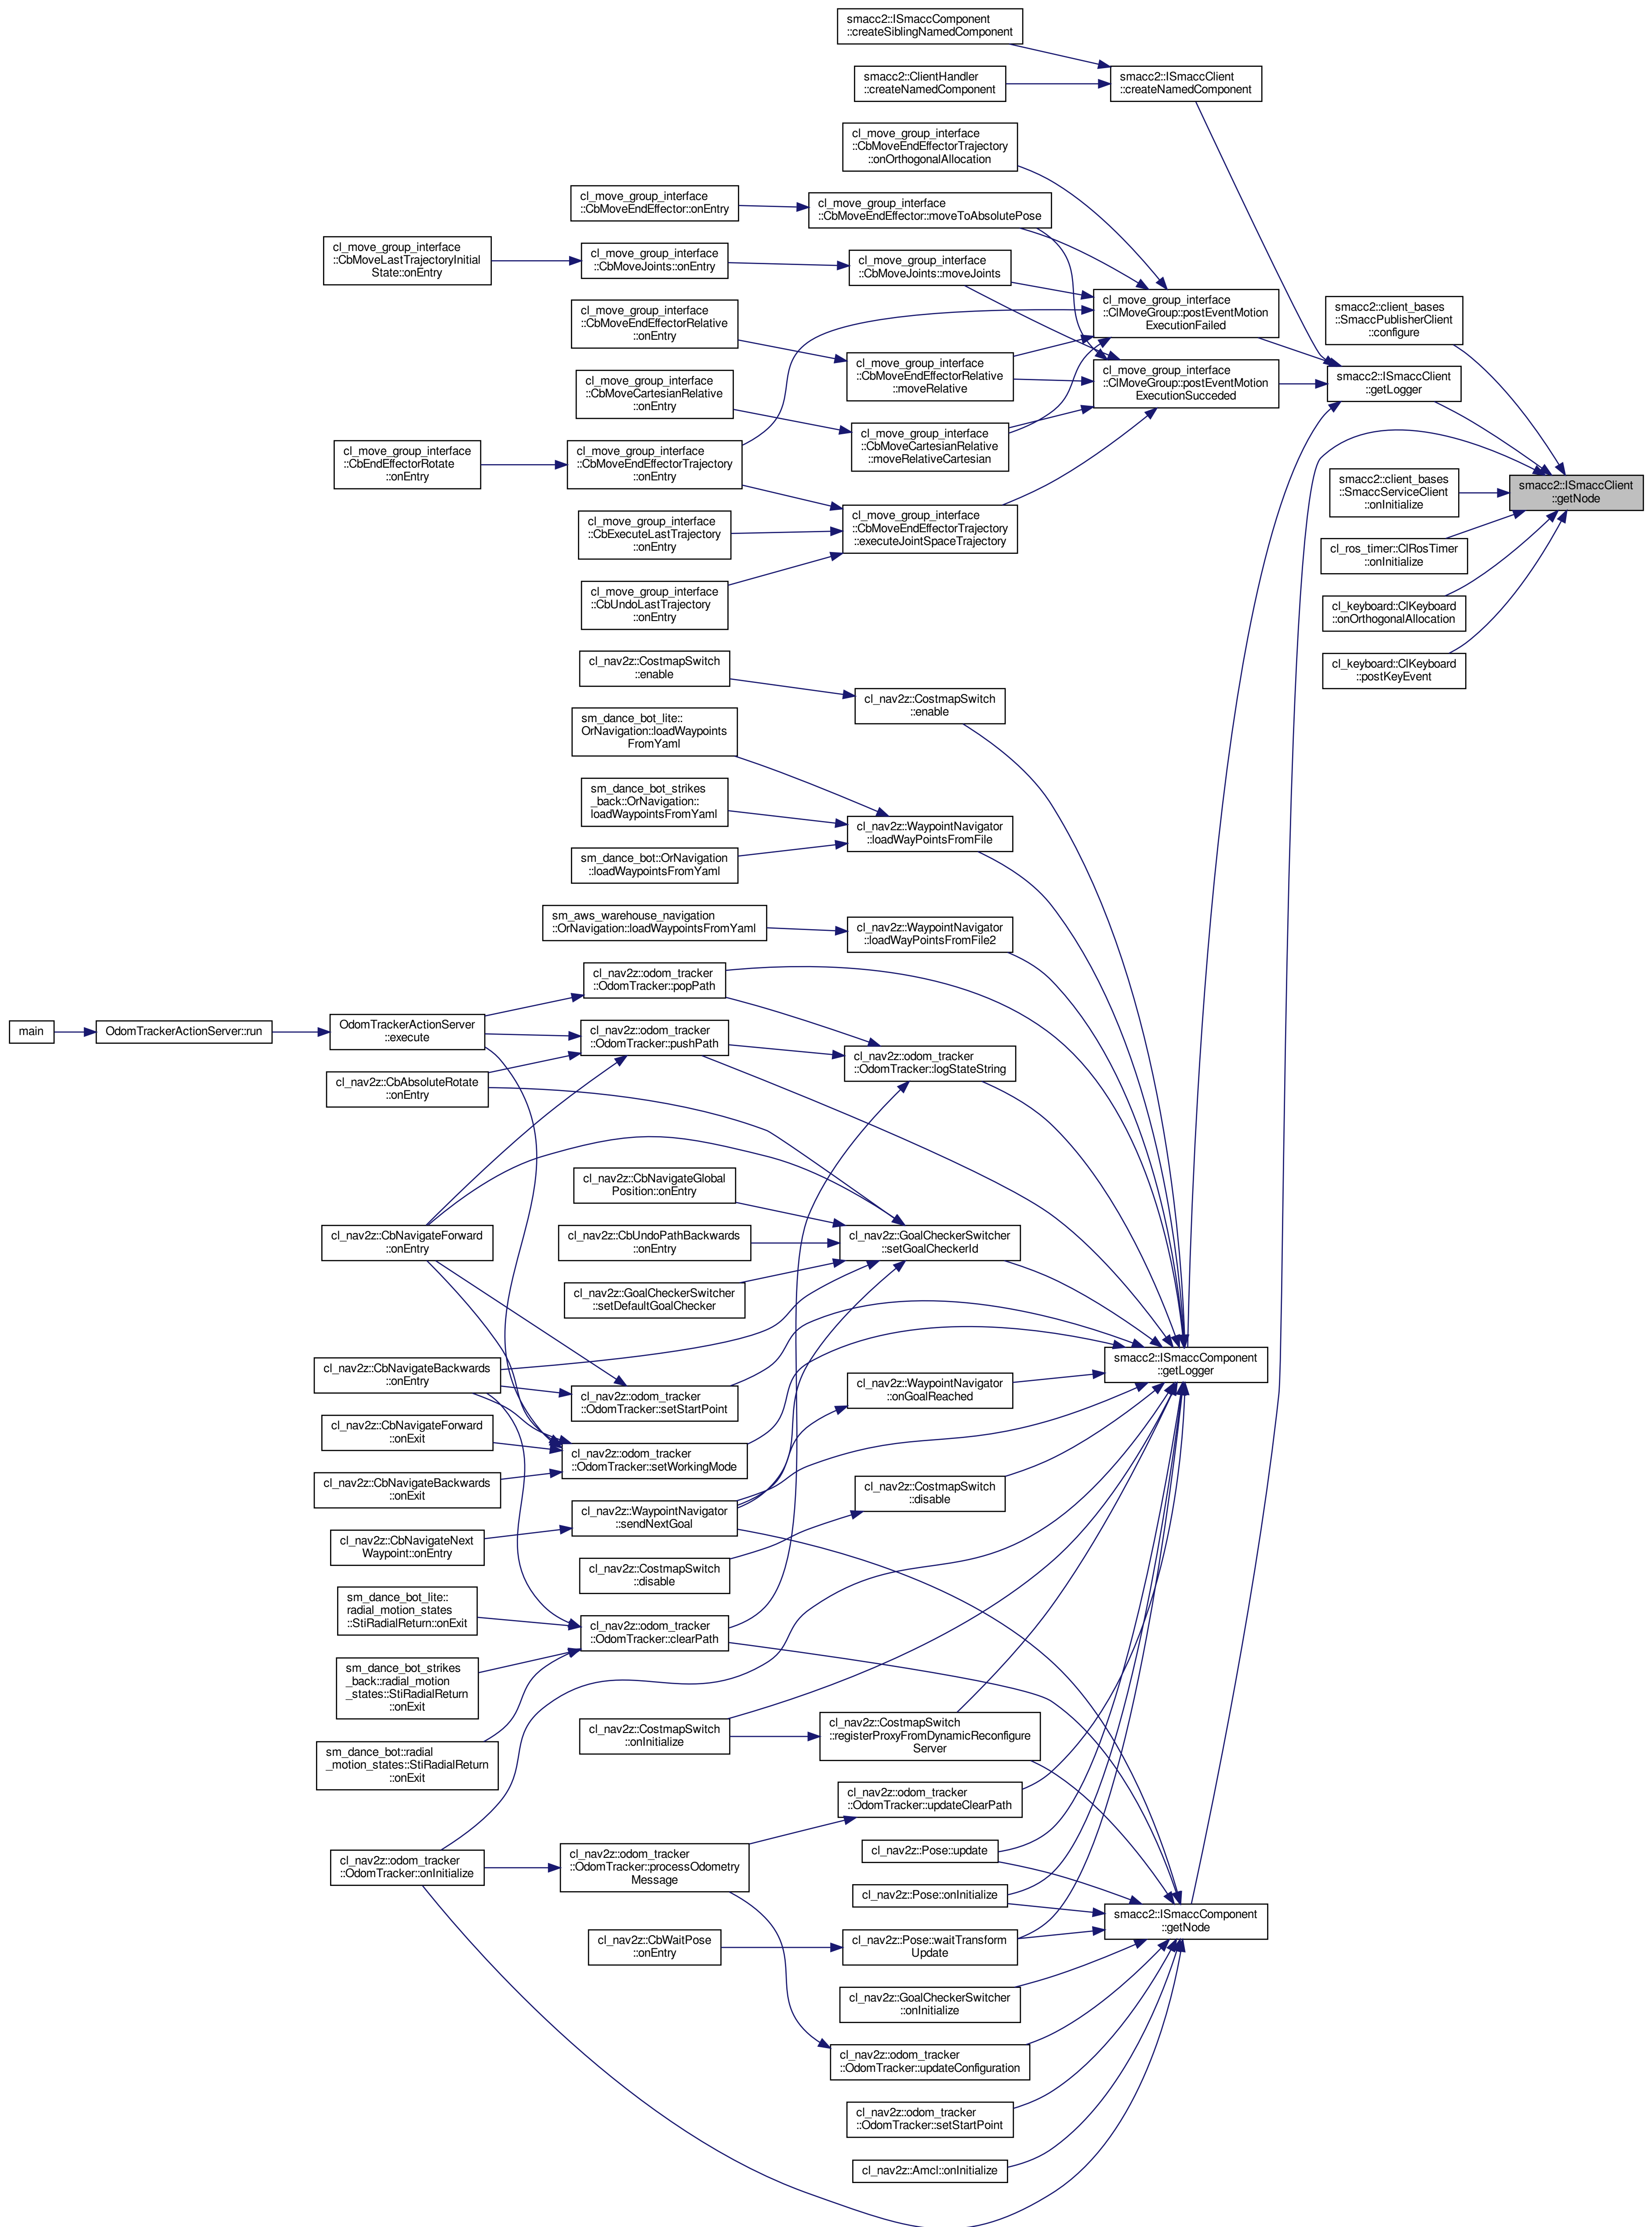 smacc2::ISmaccComponent
::createSiblingNamedComponent
smacc2::ClientHandler
::createNamedComponent
smacc2::ISmaccClient
::createNamedComponent
cl_move_group_interface
::CbMoveEndEffectorTrajectory
::onOrthogonalAllocation
cl_move_group_interface
::CbMoveEndEffector::onEntry
cl_move_group_interface
::CbMoveEndEffector::moveToAbsolutePose
cl_move_group_interface
::CbMoveLastTrajectoryInitial
State::onEntry
cl_move_group_interface
::CbMoveJoints::onEntry
cl_move_group_interface
::CbMoveJoints::moveJoints
cl_move_group_interface
::ClMoveGroup::postEventMotion
ExecutionFailed
smacc2::client_bases
::SmaccPublisherClient
::configure
cl_move_group_interface
::CbMoveEndEffectorRelative
::onEntry
cl_move_group_interface
::CbMoveEndEffectorRelative
::moveRelative
cl_move_group_interface
::ClMoveGroup::postEventMotion
ExecutionSucceded
smacc2::ISmaccClient
::getLogger
cl_move_group_interface
::CbMoveCartesianRelative
::onEntry
cl_move_group_interface
::CbMoveCartesianRelative
::moveRelativeCartesian
cl_move_group_interface
::CbEndEffectorRotate
::onEntry
cl_move_group_interface
::CbMoveEndEffectorTrajectory
::onEntry
smacc2::client_bases
::SmaccServiceClient
::onInitialize
smacc2::ISmaccClient
::getNode
cl_move_group_interface
::CbExecuteLastTrajectory
::onEntry
cl_move_group_interface
::CbMoveEndEffectorTrajectory
::executeJointSpaceTrajectory
cl_ros_timer::ClRosTimer
::onInitialize
cl_move_group_interface
::CbUndoLastTrajectory
::onEntry
cl_keyboard::ClKeyboard
::onOrthogonalAllocation
cl_keyboard::ClKeyboard
::postKeyEvent
cl_nav2z::CostmapSwitch
::enable
cl_nav2z::CostmapSwitch
::enable
sm_dance_bot_lite::
OrNavigation::loadWaypoints
FromYaml
sm_dance_bot_strikes
_back::OrNavigation::
loadWaypointsFromYaml
cl_nav2z::WaypointNavigator
::loadWayPointsFromFile
sm_dance_bot::OrNavigation
::loadWaypointsFromYaml
sm_aws_warehouse_navigation
::OrNavigation::loadWaypointsFromYaml
cl_nav2z::WaypointNavigator
::loadWayPointsFromFile2
cl_nav2z::odom_tracker
::OdomTracker::popPath
main
OdomTrackerActionServer::run
OdomTrackerActionServer
::execute
cl_nav2z::odom_tracker
::OdomTracker::pushPath
cl_nav2z::odom_tracker
::OdomTracker::logStateString
cl_nav2z::CbAbsoluteRotate
::onEntry
cl_nav2z::CbNavigateGlobal
Position::onEntry
cl_nav2z::CbNavigateForward
::onEntry
cl_nav2z::CbUndoPathBackwards
::onEntry
cl_nav2z::GoalCheckerSwitcher
::setGoalCheckerId
cl_nav2z::GoalCheckerSwitcher
::setDefaultGoalChecker
cl_nav2z::CbNavigateBackwards
::onEntry
cl_nav2z::odom_tracker
::OdomTracker::setStartPoint
cl_nav2z::WaypointNavigator
::onGoalReached
smacc2::ISmaccComponent
::getLogger
cl_nav2z::CbNavigateForward
::onExit
cl_nav2z::odom_tracker
::OdomTracker::setWorkingMode
cl_nav2z::CbNavigateBackwards
::onExit
cl_nav2z::CostmapSwitch
::disable
cl_nav2z::WaypointNavigator
::sendNextGoal
cl_nav2z::CbNavigateNext
Waypoint::onEntry
cl_nav2z::CostmapSwitch
::disable
sm_dance_bot_lite::
radial_motion_states
::StiRadialReturn::onExit
cl_nav2z::odom_tracker
::OdomTracker::clearPath
sm_dance_bot_strikes
_back::radial_motion
_states::StiRadialReturn
::onExit
cl_nav2z::CostmapSwitch
::onInitialize
cl_nav2z::CostmapSwitch
::registerProxyFromDynamicReconfigure
Server
sm_dance_bot::radial
_motion_states::StiRadialReturn
::onExit
cl_nav2z::odom_tracker
::OdomTracker::updateClearPath
cl_nav2z::odom_tracker
::OdomTracker::onInitialize
cl_nav2z::odom_tracker
::OdomTracker::processOdometry
Message
cl_nav2z::Pose::update
cl_nav2z::Pose::onInitialize
smacc2::ISmaccComponent
::getNode
cl_nav2z::CbWaitPose
::onEntry
cl_nav2z::Pose::waitTransform
Update
cl_nav2z::GoalCheckerSwitcher
::onInitialize
cl_nav2z::odom_tracker
::OdomTracker::updateConfiguration
cl_nav2z::odom_tracker
::OdomTracker::setStartPoint
cl_nav2z::Amcl::onInitialize